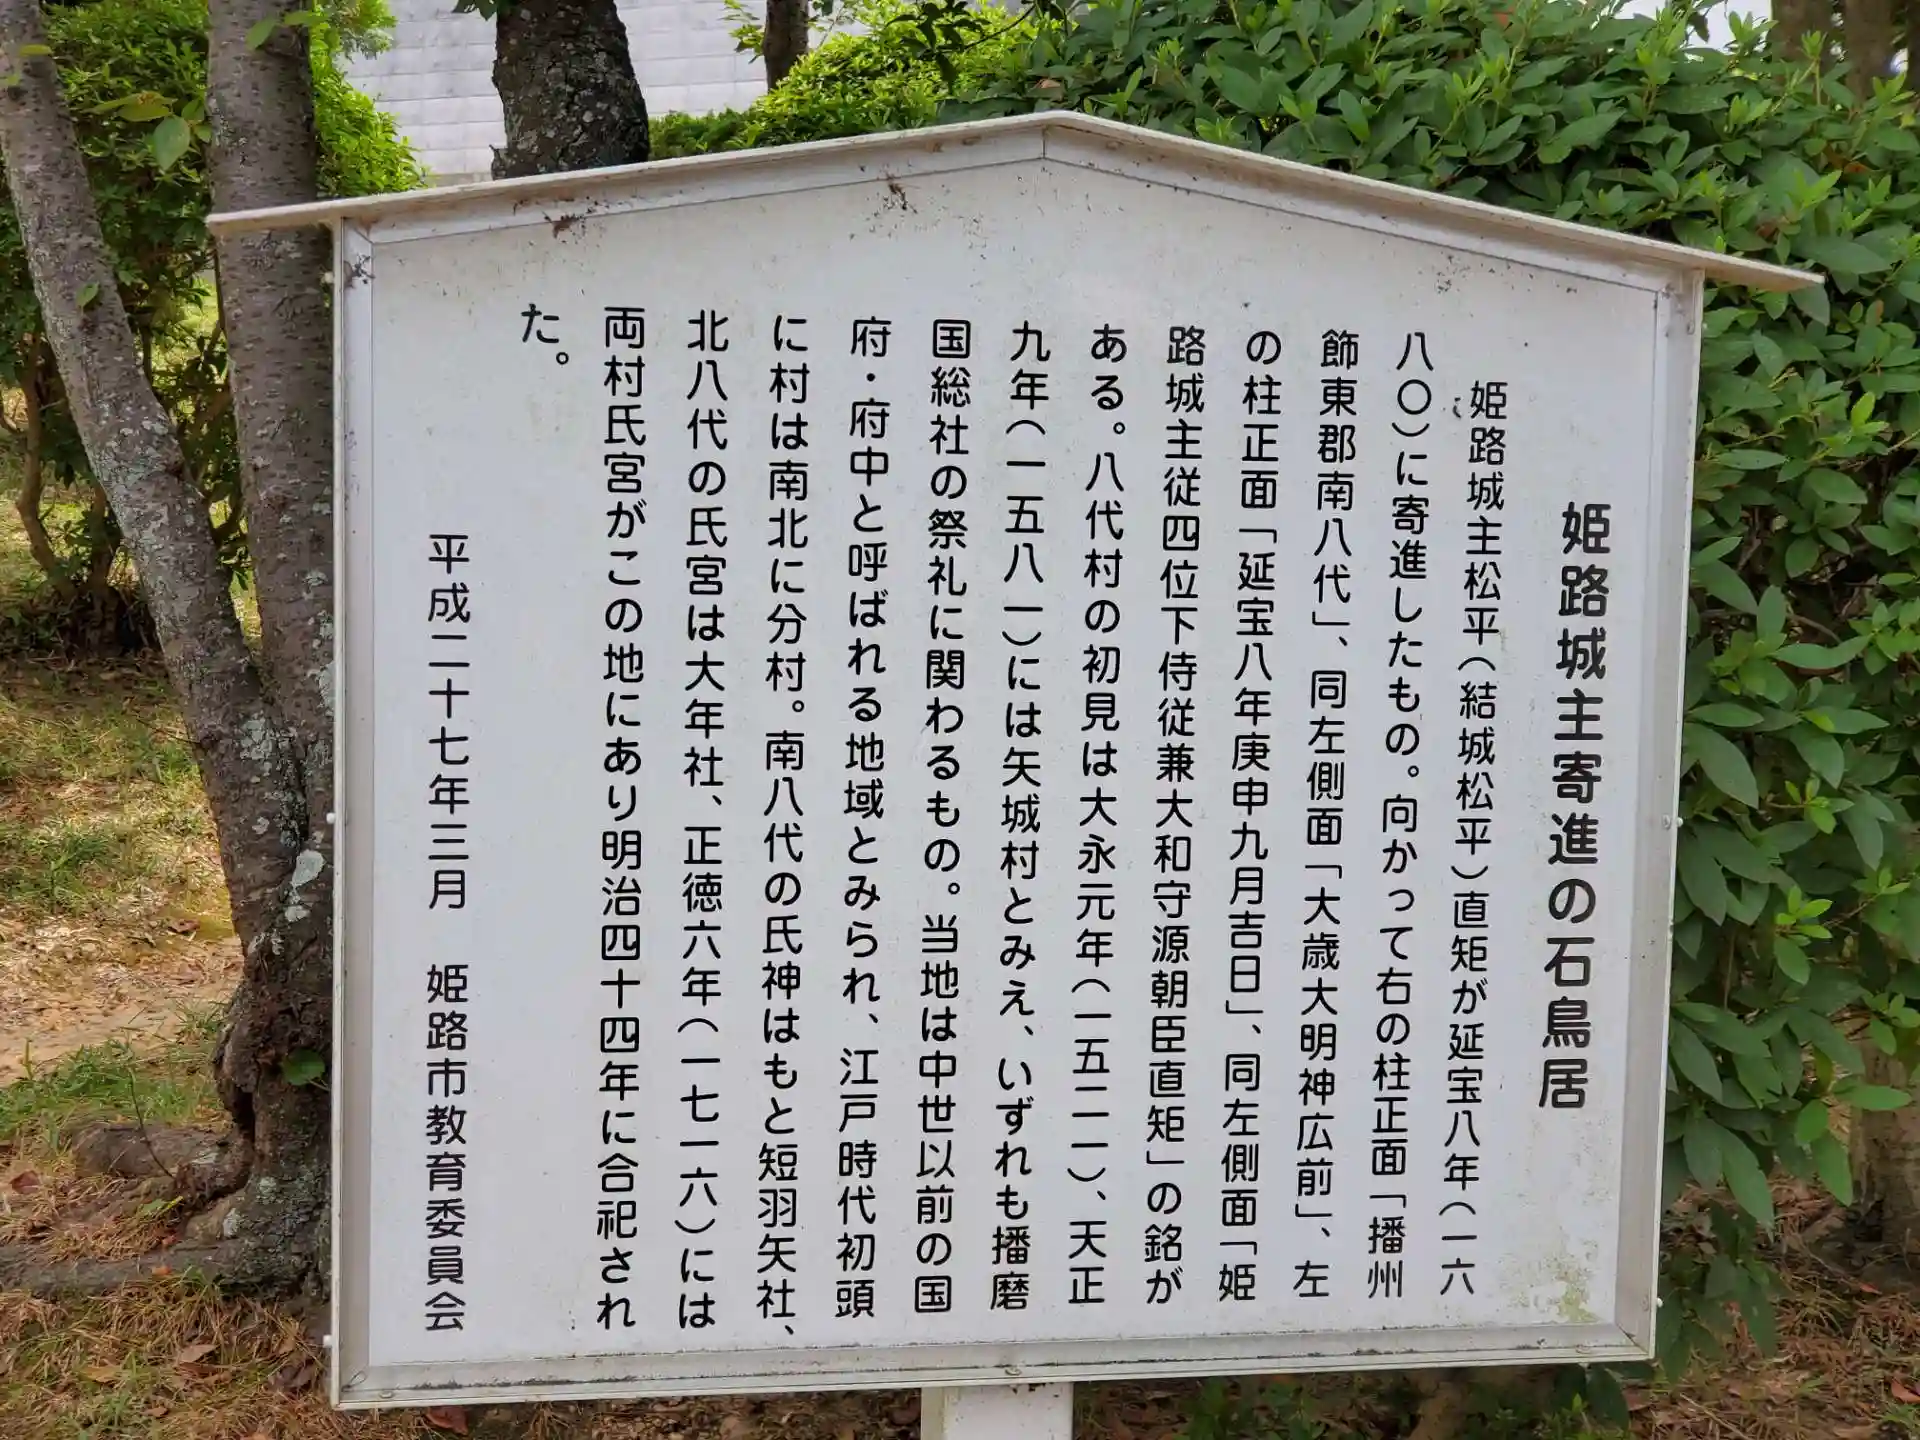 姫路城主寄進の石鳥居
姫路城主松平（結城松平）直矩が延宝八年（一六
八〇）に寄進したもの。向かって右の柱正面「播州
飾東郡南八代」、同左側面「大歳大明神広前」、左
の柱正面「延宝八年庚申九月吉日」、同左側面「姫
路城主従四位下侍従兼大和守源朝臣直矩」の銘が
ある。八代村の初見は大永元年（一五二一）、天正
九年（一五八一）には矢城村とみえ、いずれも播磨
国総社の祭礼に関わるもの。当地は中世以前の国
府・府中と呼ばれる地域とみられ、江戸時代初頭
に村は南北に分村。南八代の氏神はもと短羽矢社、
北八代の氏宮は大年社、正徳六年（一七一六）には
両村氏宮がこの地にあり明治四十四年に合祀され
た。
平成二十七年三月　姫路市教育委員会